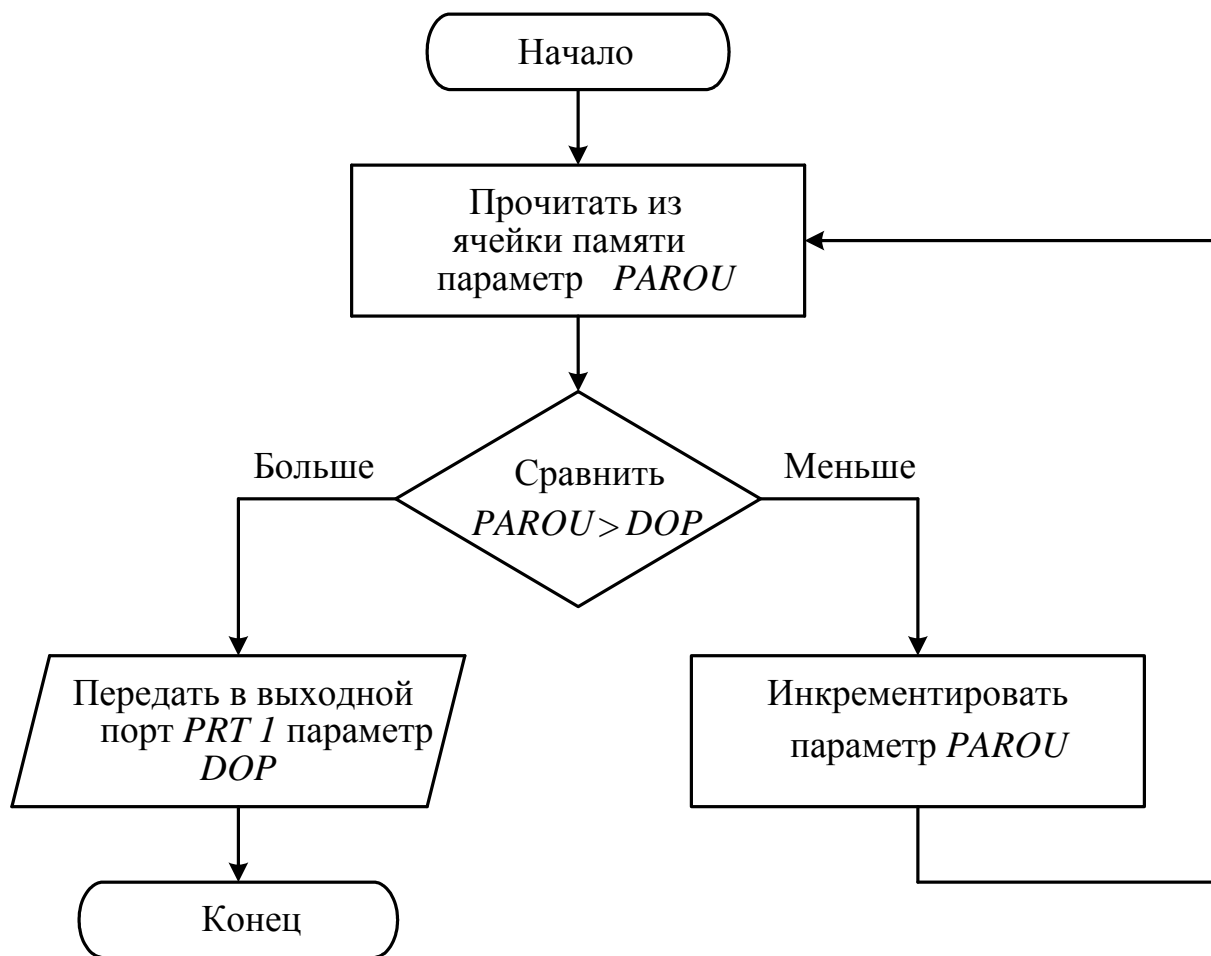 Начало
Прочитать из
ячейки памяти
параметр PAROU
Больше
Сравнить
PAROU > DOP
Меньше
Передать в выходной
порт PRT 1 параметр
DOP
Инкрементировать
параметр PAROU
Конец